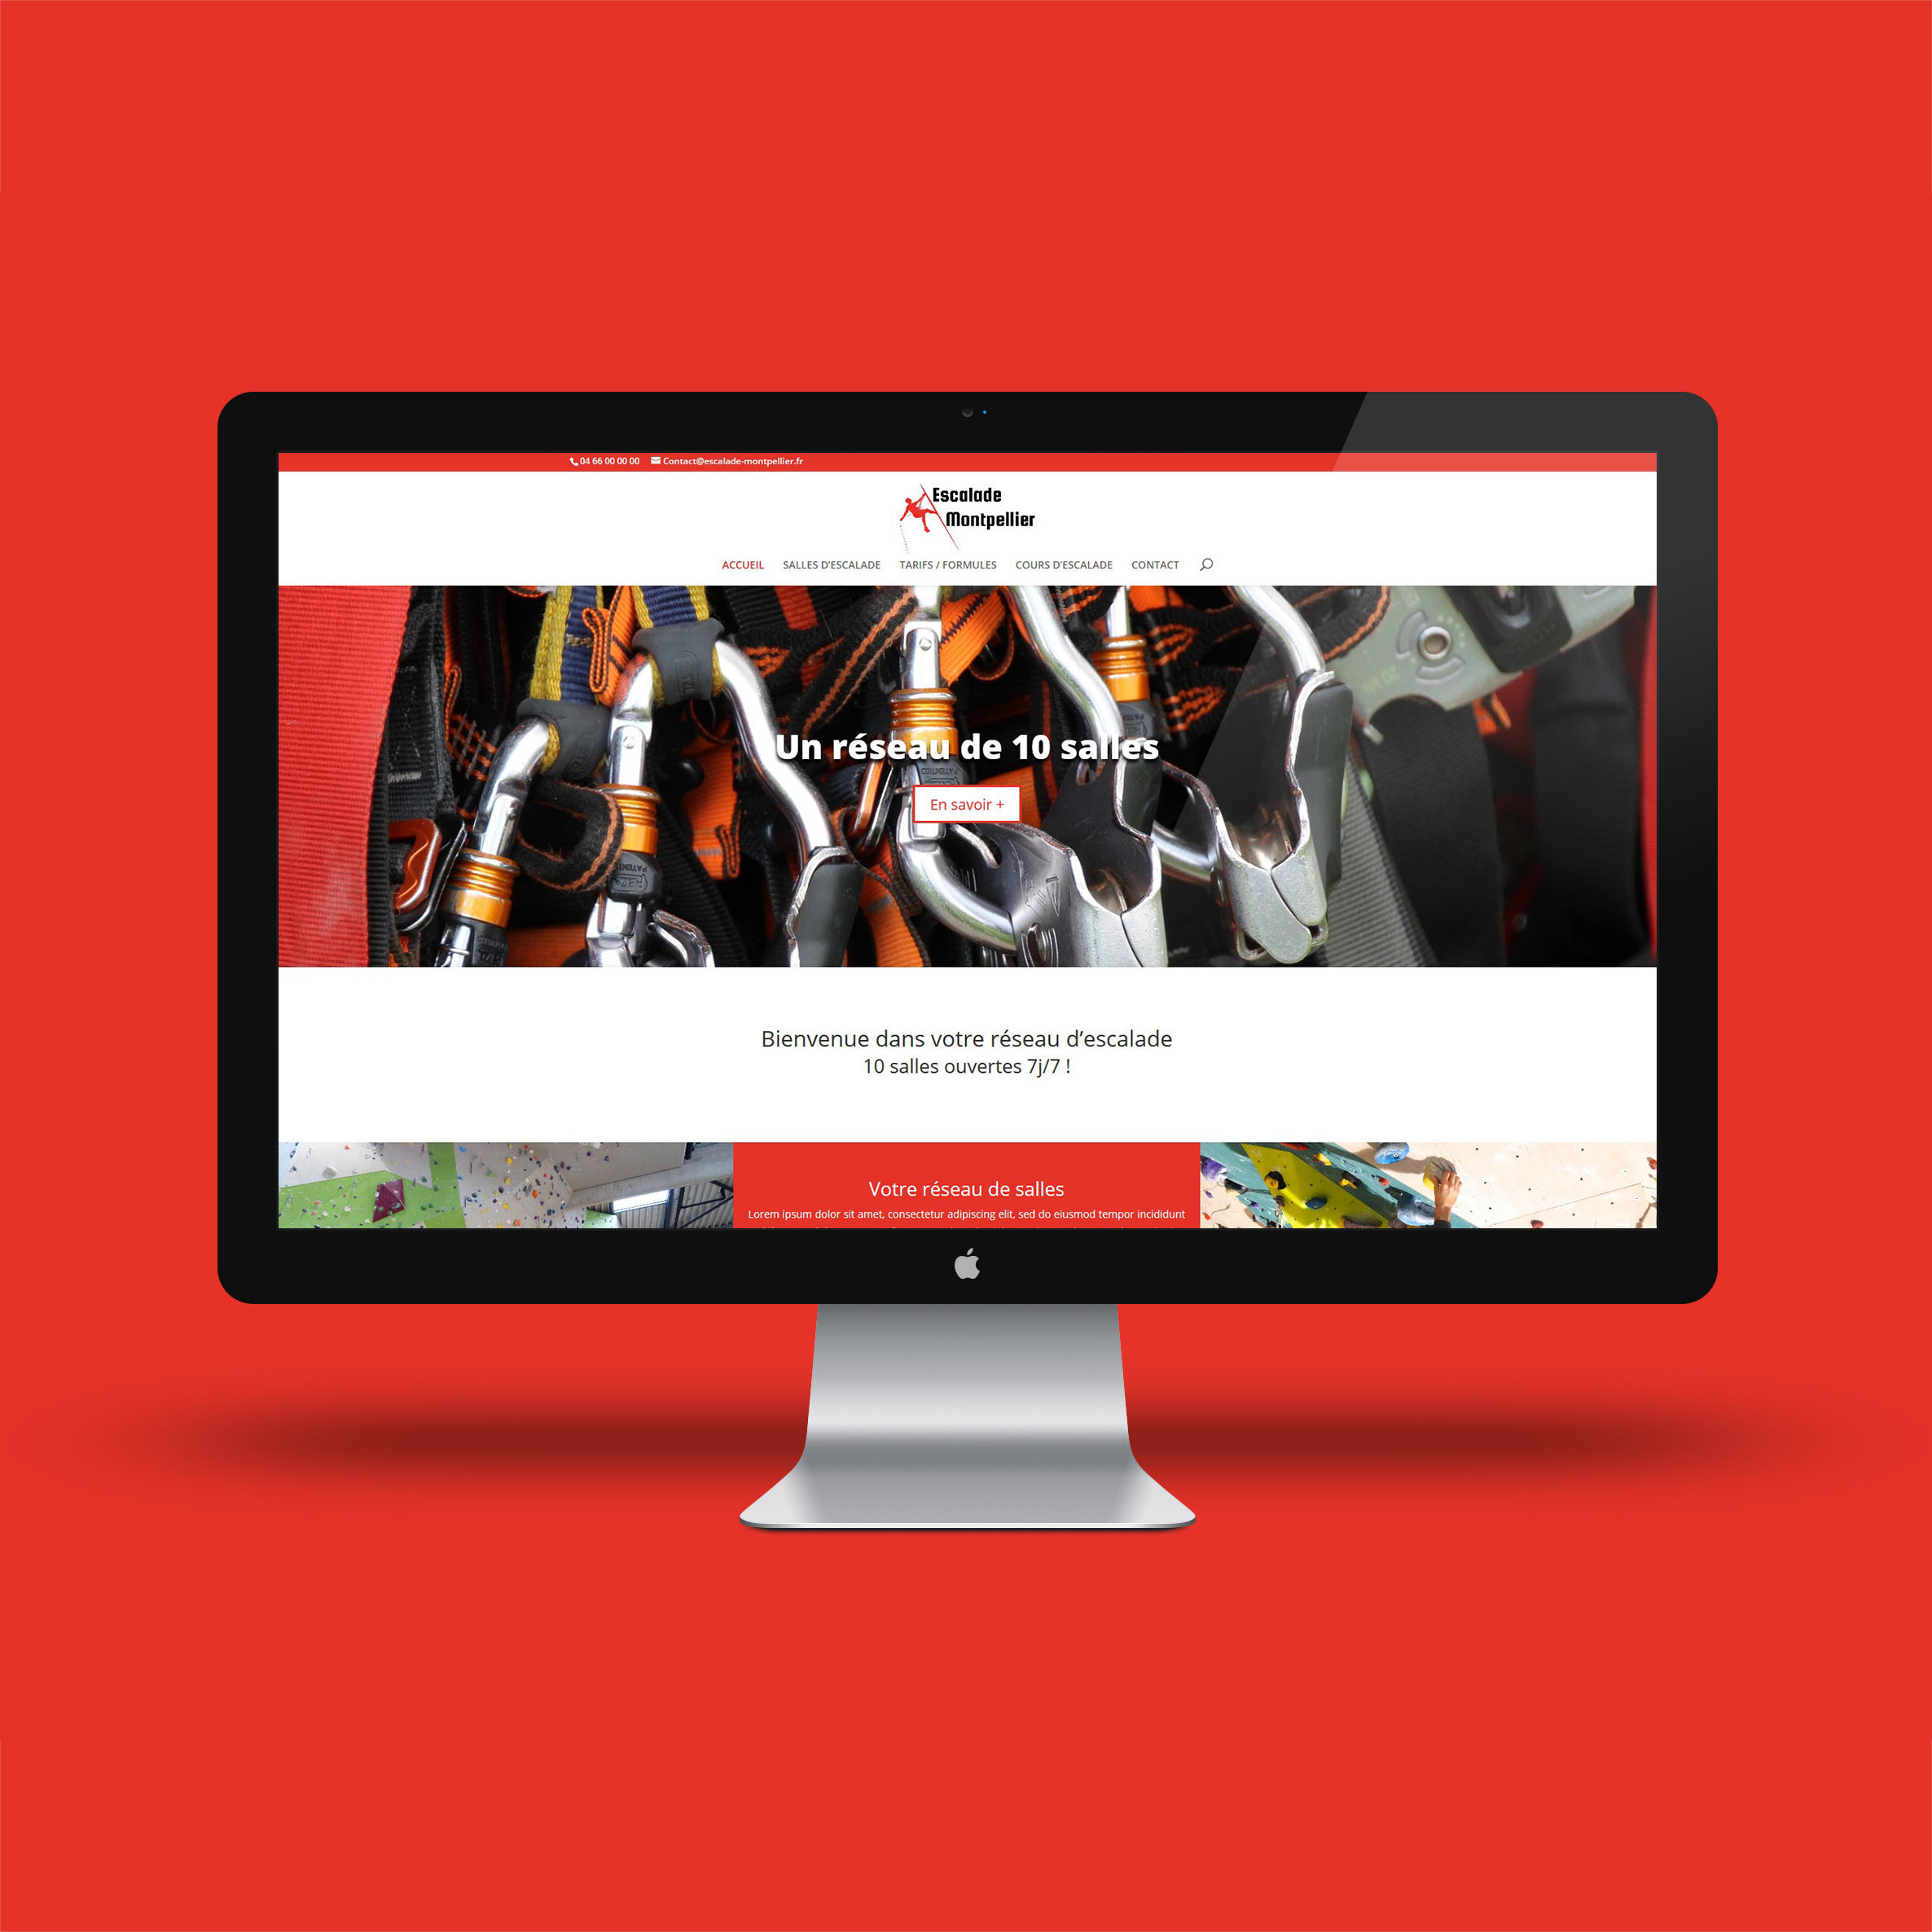 04 66 00 00 00 Contact@escalade-montpellier.fr
Escalade
Montpellier
ACCUEIL SALLES D'ESCALADE TARIFS / FORMULES COURS D'ESCALADE CONTACT
Un réseau de 10 salles
En savoir +
Bienvenue dans votre réseau d'escalade
10 salles ouvertes 7j/7 !
Votre réseau de salles
Lorem ipsum dolor sit amet, consectetur adipiscing elit, sed do eiusmod tempor incididunt